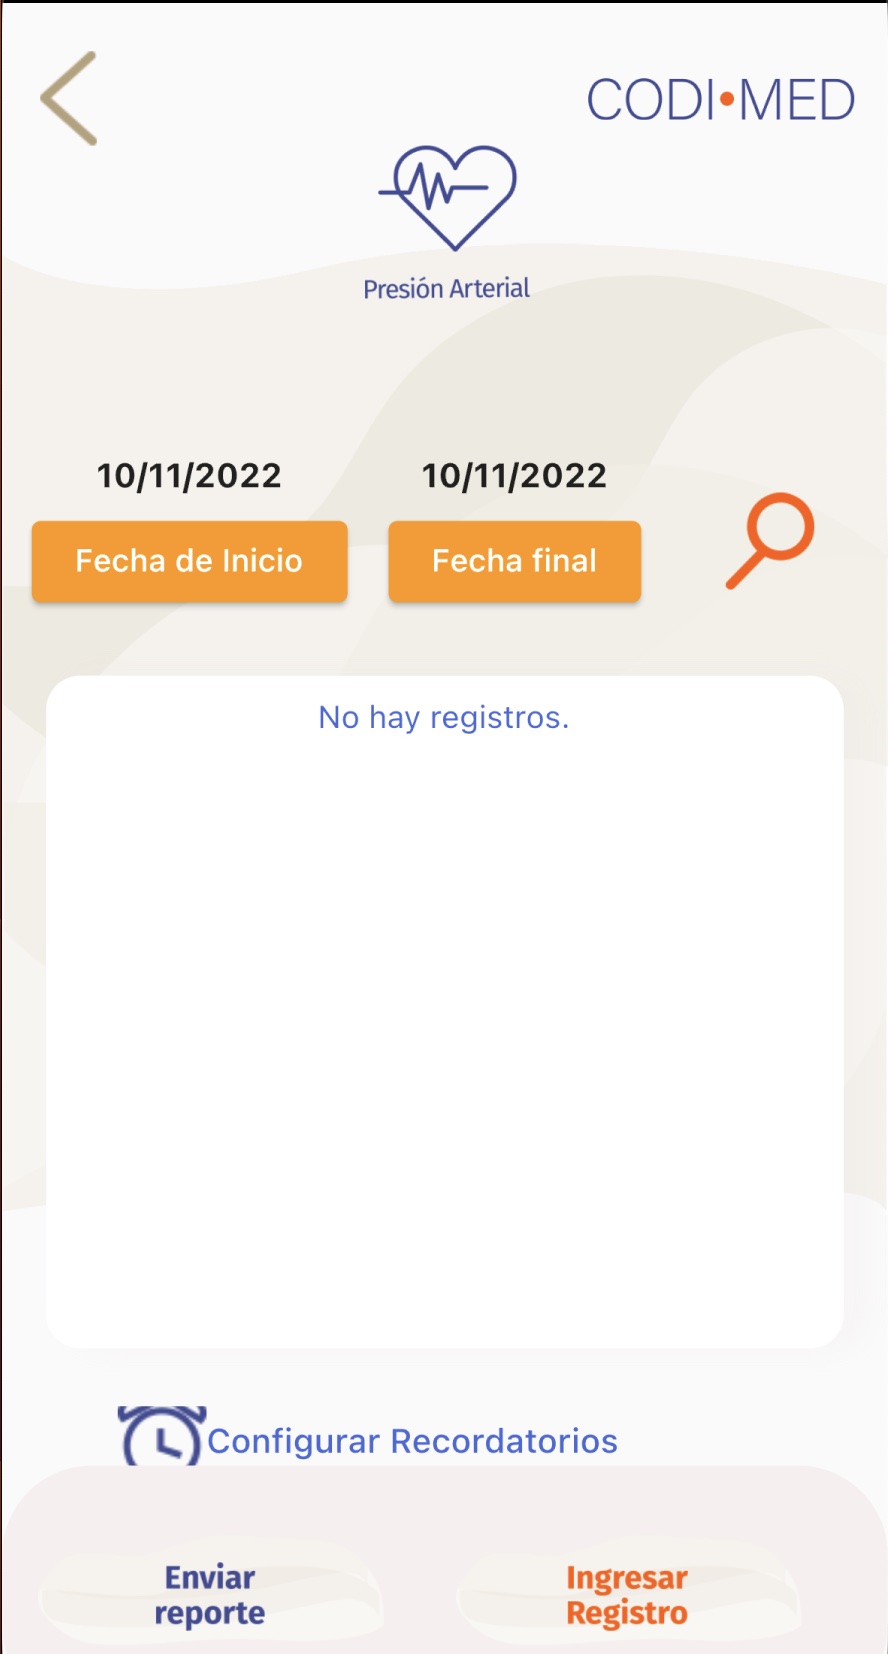 CODI•MED
Presión Arterial
10/11/2022
10/11/2022
Fecha de Inicio
Fecha final
No hay registros.
Configurar Recordatorios
Enviar
reporte
Ingresar
Registro